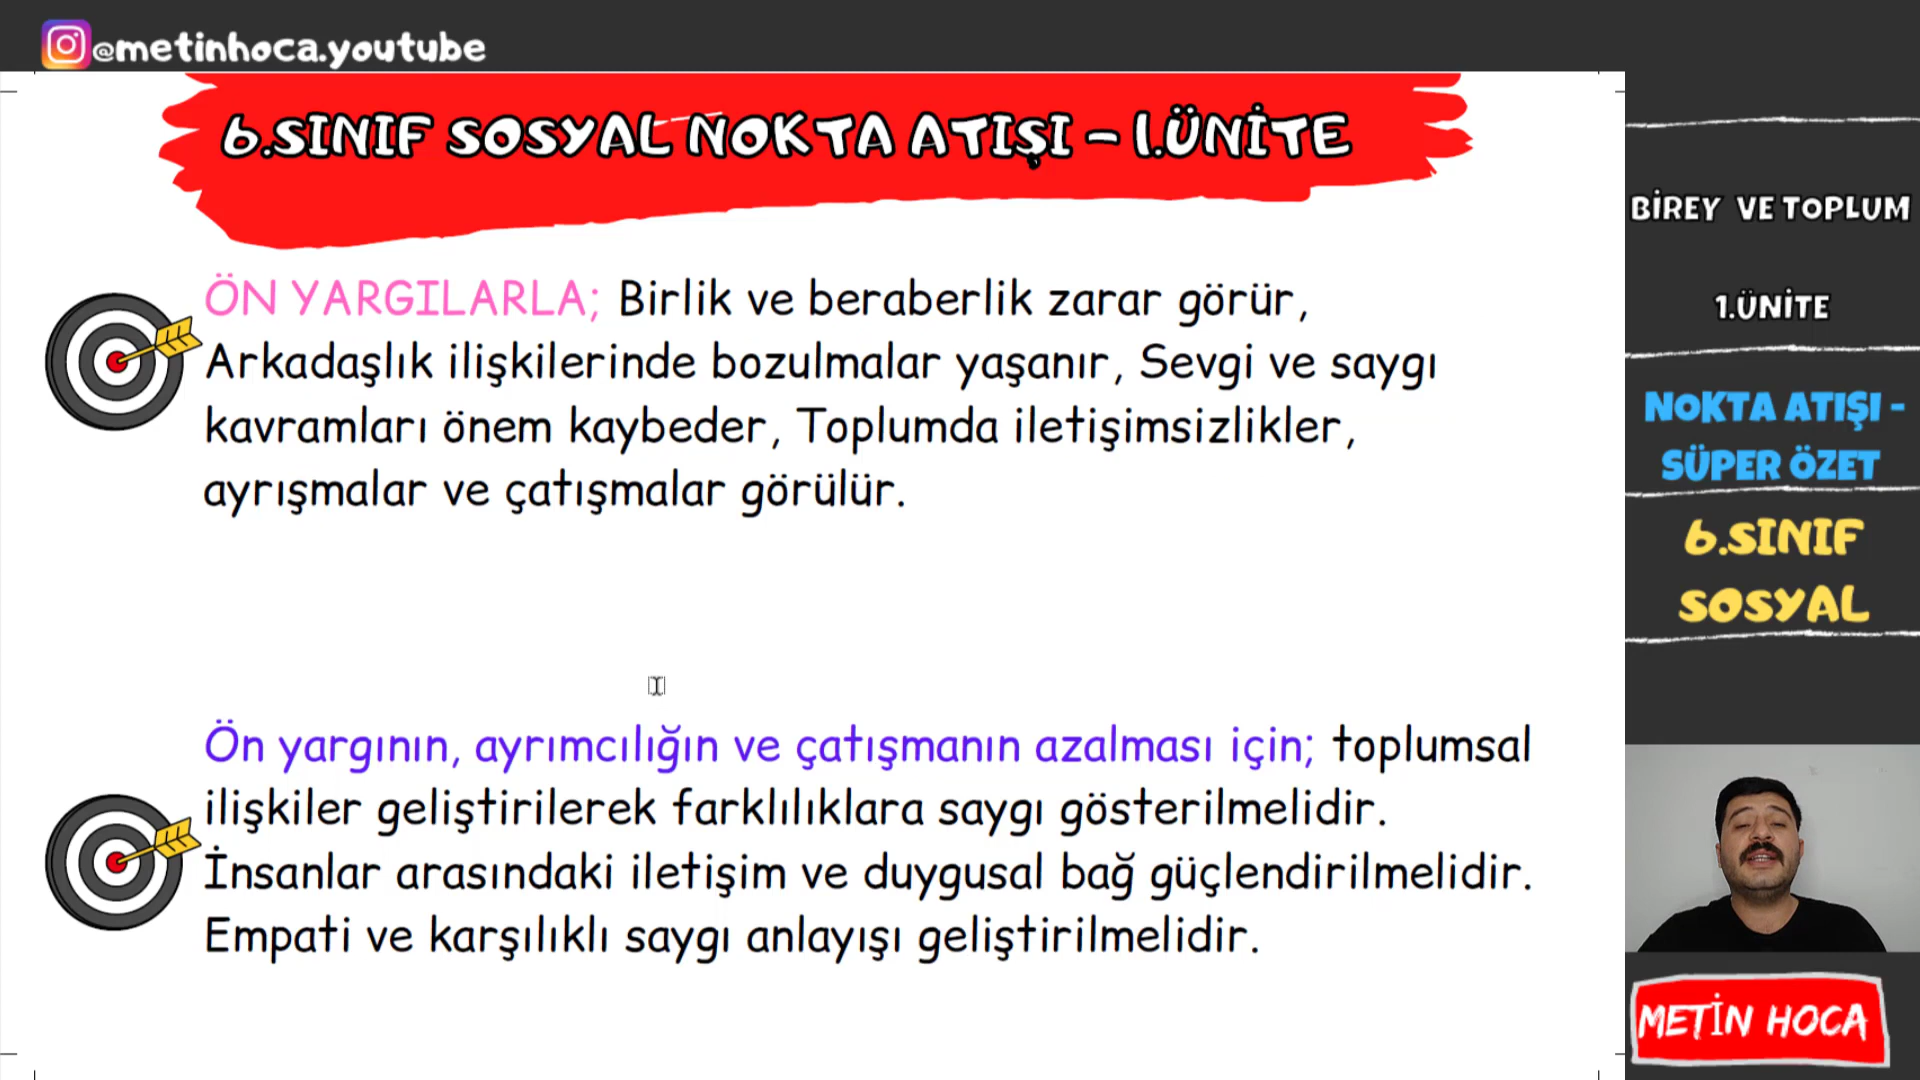 @metinhoca.youtube
6.SINIF SOSYAL NOKTA ATIŞI - 1.ÜNİTE
ÖN YARGILARLA; Birlik ve beraberlik zarar görür,
Arkadaşlık ilişkilerinde bozulmalar yaşanır, Sevgi ve saygı
kavramları önem kaybeder, Toplumda iletişimsizlikler,
ayrışmalar ve çatışmalar görülür.
Ön yargının, ayrımcılığın ve çatışmanın azalması için; toplumsal
ilişkiler geliştirilerek farklılıklara saygı gösterilmelidir.
İnsanlar arasındaki iletişim ve duygusal bağ güçlendirilmelidir.
Empati ve karşılıklı saygı anlayışı geliştirilmelidir.
BİREY VE TOPLUM
1.ÜNİTE
NOKTA ATIŞI -
SÜPER ÖZET
6.SINIF
SOSYAL
METİN HOCA